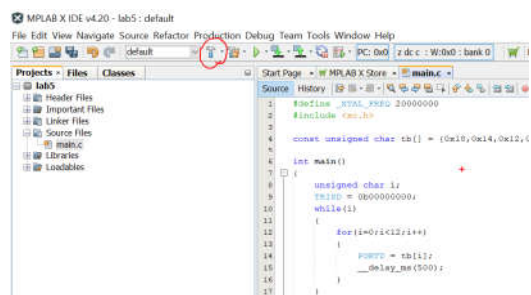 MPLAB X IDE v4.20 - lab5 : default
File Edit View Navigate Source Refactor Production Debug Team Tools Window Help
default PC: 0x0 z dc c : W:0x0 : bank 0
Projects × Files Classes
Start Page MPLAB X Store main.c
lab5
Header Files
Important Files
Linker Files
Source Files
main.c
Libraries
Loadables
Source History
1 #define _XTAL_FREQ 20000000
2 #include <xc.h>
3
4 const unsigned char tb[] = {0x18,0x14,0x12,0
5
6 int main()
7 {
8 unsigned char i;
9 TRISD = 0b00000000;
10 while(1)
11 {
12 for(i=0;i<12;i++)
13 {
14 PORTD = tb[i];
15 __delay_ms(500);
16 }
17 }